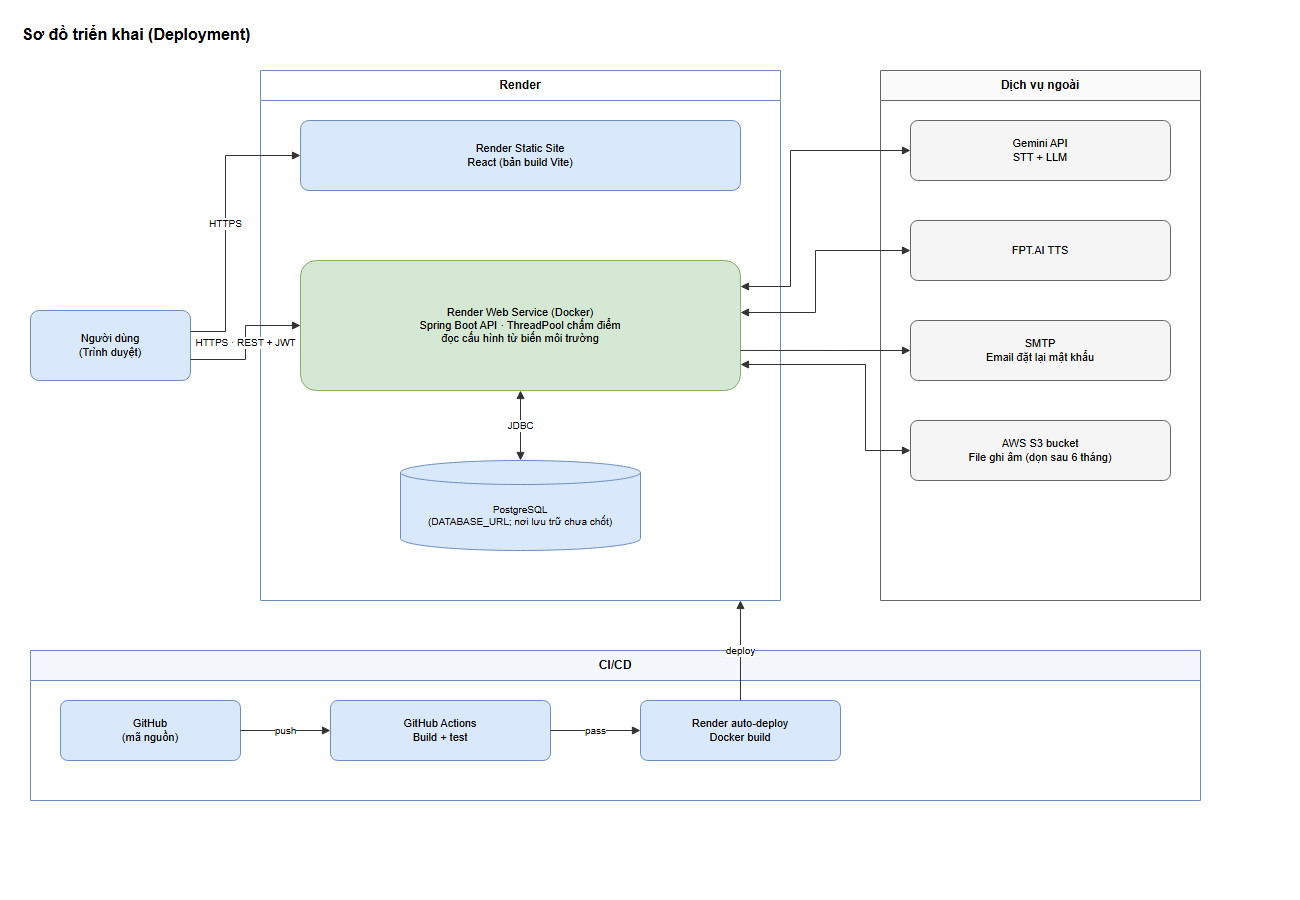 Sơ đồ triển khai (Deployment)
Render
Dịch vụ ngoài
Render Static Site
React (bản build Vite)
Gemini API
STT + LLM
HTTPS
FPT.AI TTS
Người dùng
(Trình duyệt)
HTTPS · REST + JWT
Render Web Service (Docker)
Spring Boot API · ThreadPool chấm điểm
đọc cấu hình từ biến môi trường
SMTP
Email đặt lại mật khẩu
JDBC
AWS S3 bucket
File ghi âm (dọn sau 6 tháng)
PostgreSQL
(DATABASE_URL; nơi lưu trữ chưa chốt)
deploy
CI/CD
GitHub
(mã nguồn)
push
GitHub Actions
Build + test
pass
Render auto-deploy
Docker build